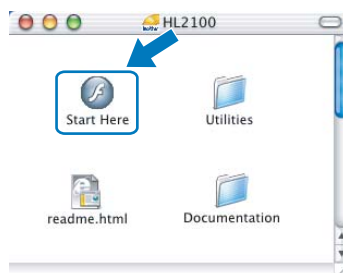 HL2100
Start Here
Utilities
readme.html
Documentation